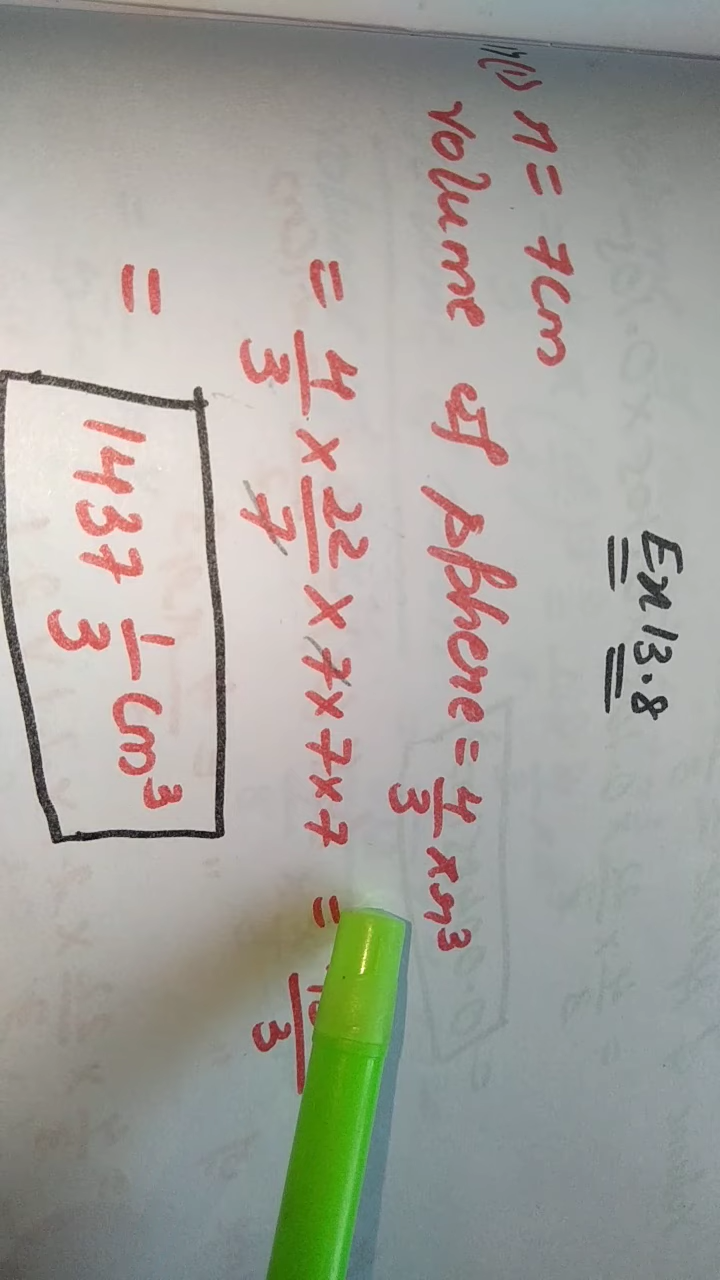 Ex 13.8
1) (i) r = 7cm
volume of sphere = 4/3 πr³
= 4/3 × 22/7 × 7 × 7 × 7 = /3
= 1437 1/3 cm³